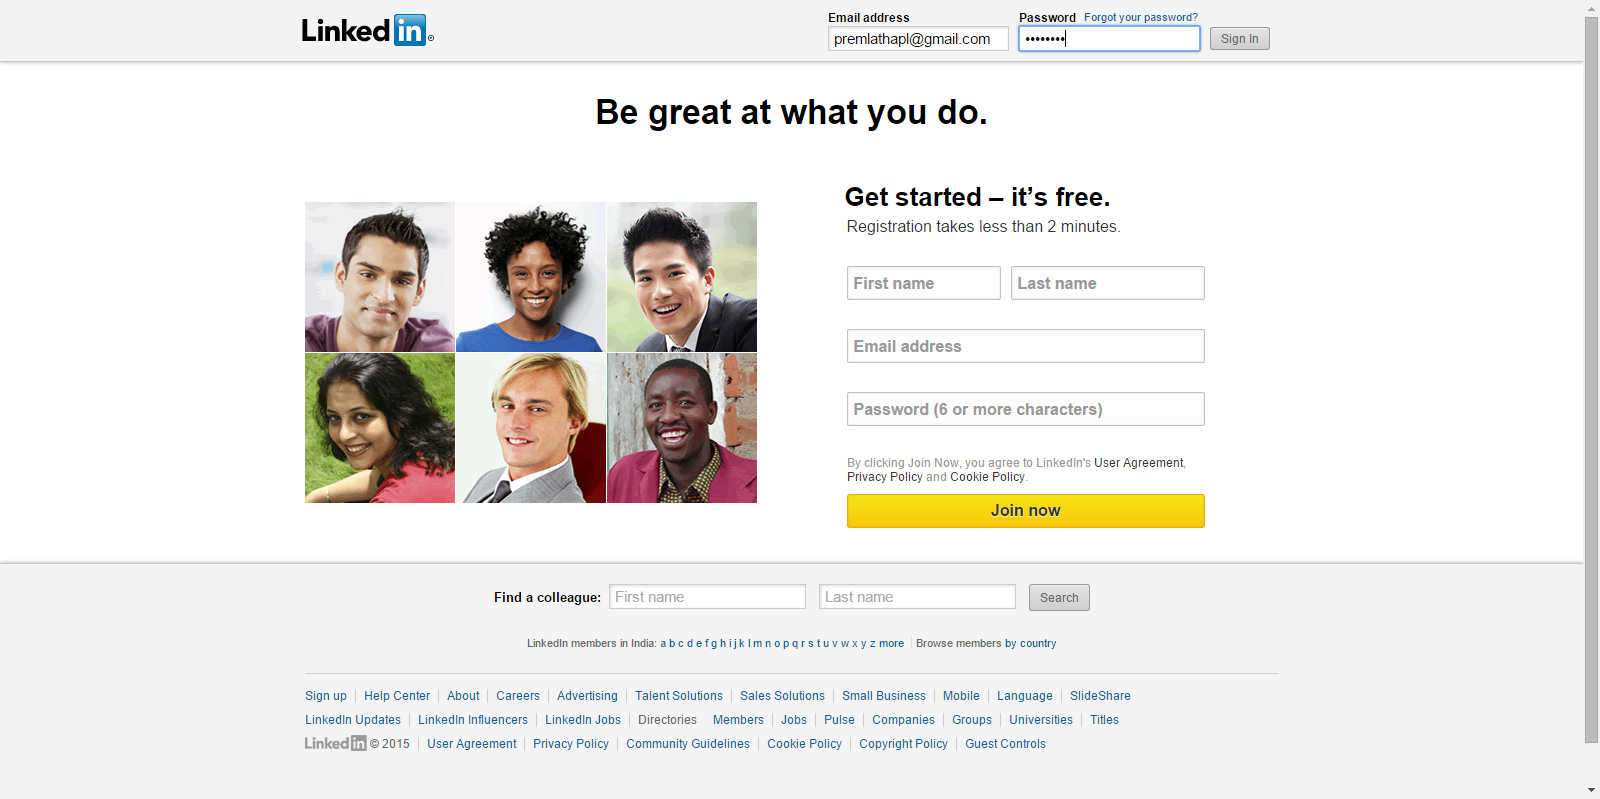 Linked in
Email address
Password Forgot your password?
premlathapl@gmail.com
••••••••
Sign In
Be great at what you do.
Get started – it’s free.
Registration takes less than 2 minutes.
First name
Last name
Email address
Password (6 or more characters)
By clicking Join Now, you agree to LinkedIn's User Agreement,
Privacy Policy and Cookie Policy.
Join now
Find a colleague: First name Last name Search
LinkedIn members in India: a b c d e f g h i j k l m n o p q r s t u v w x y z more Browse members by country
Sign up Help Center About Careers Advertising Talent Solutions Sales Solutions Small Business Mobile Language SlideShare
LinkedIn Updates LinkedIn Influencers LinkedIn Jobs Directories Members Jobs Pulse Companies Groups Universities Titles
Linked in © 2015 User Agreement Privacy Policy Community Guidelines Cookie Policy Copyright Policy Guest Controls